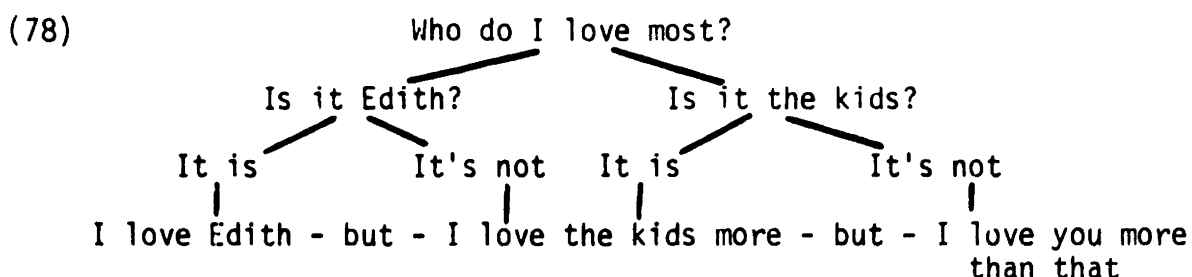 (78) Who do I love most?
Is it Edith? Is it the kids?
It is It's not It is It's not
I love Edith - but - I love the kids more - but - I love you more
than that